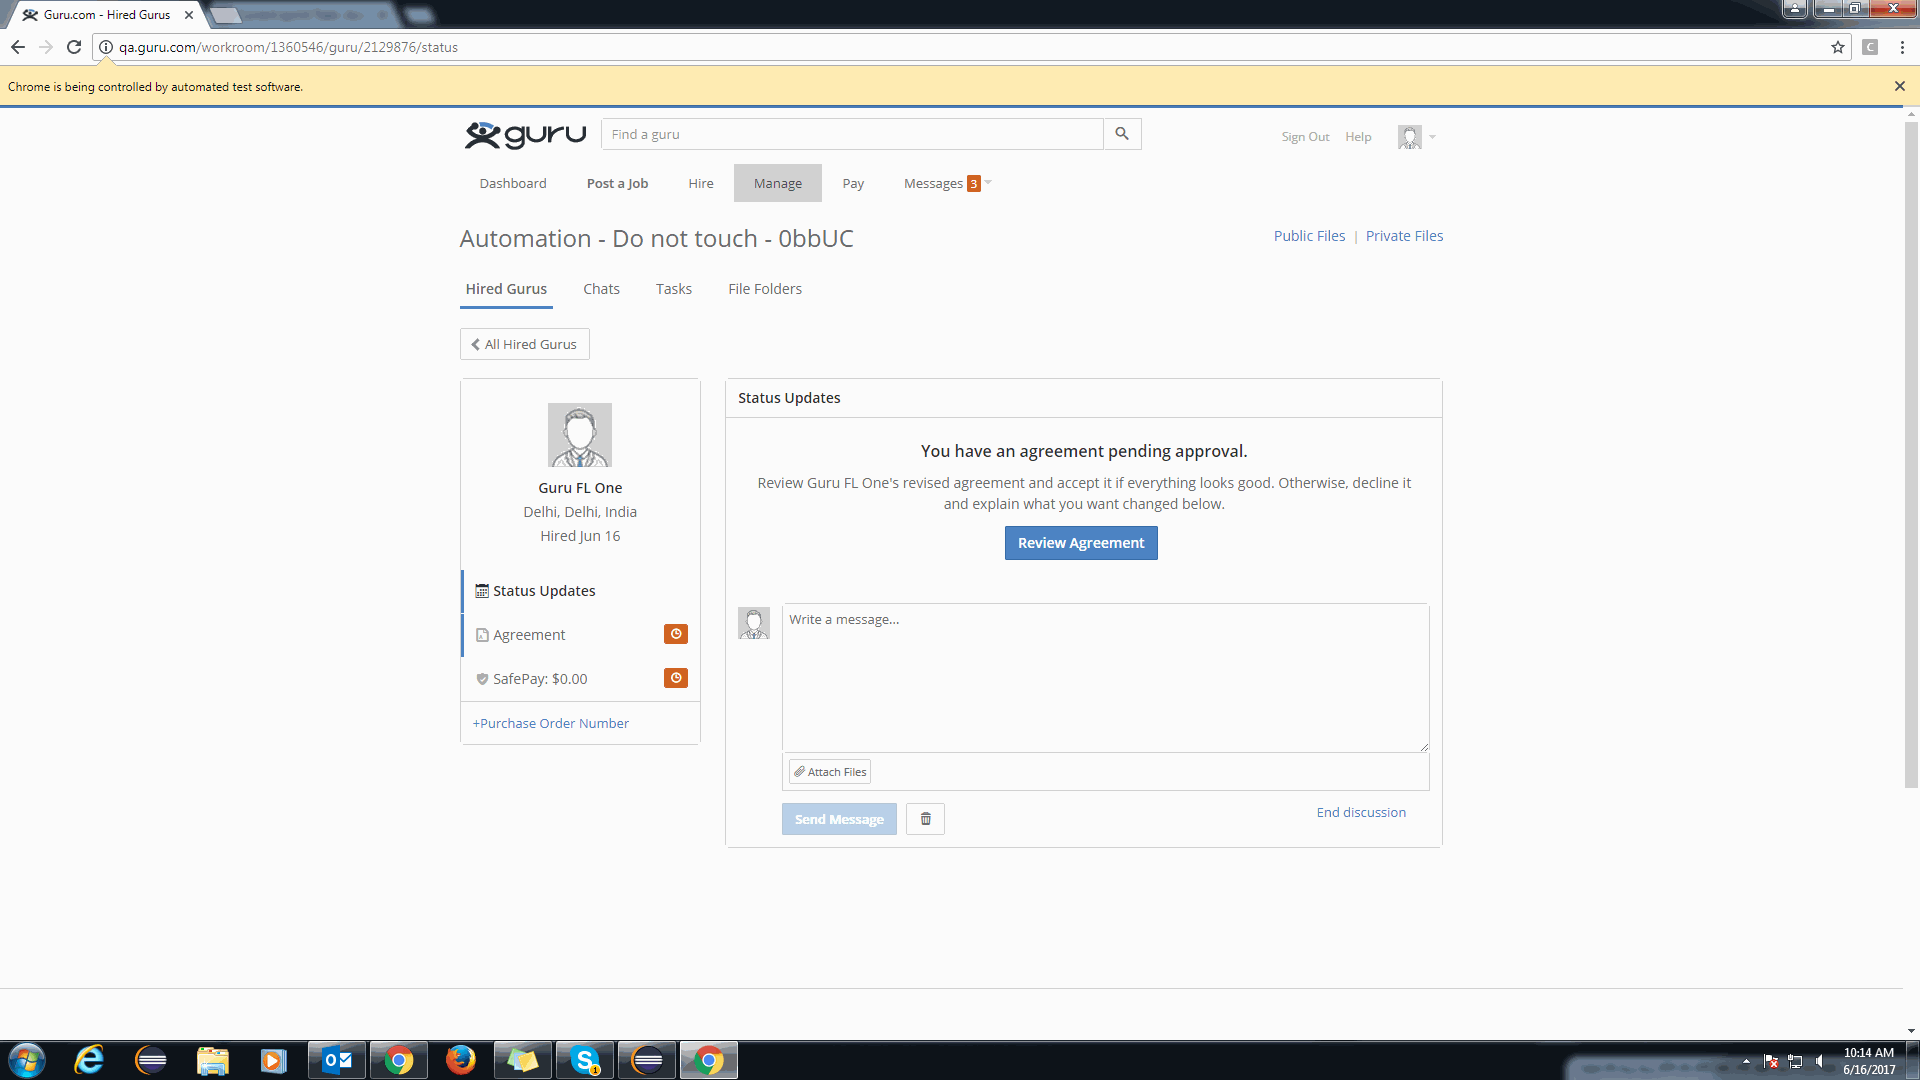 Guru.com - Hired Gurus
qa.guru.com/workroom/1360546/guru/2129876/status
C
Chrome is being controlled by automated test software.
guru
Find a guru
Sign Out Help
Dashboard Post a Job Hire Manage Pay Messages 3
Automation - Do not touch - 0bbUC
Public Files | Private Files
Hired Gurus Chats Tasks File Folders
All Hired Gurus
Guru FL One
Delhi, Delhi, India
Hired Jun 16
Status Updates
Agreement
SafePay: $0.00
+Purchase Order Number
Status Updates
You have an agreement pending approval.
Review Guru FL One's revised agreement and accept it if everything looks good. Otherwise, decline it
and explain what you want changed below.
Review Agreement
Write a message...
Attach Files
Send Message
End discussion
1
10:14 AM
6/16/2017